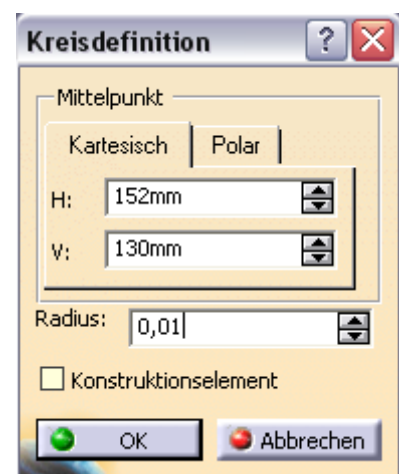 Kreisdefinition ?
Mittelpunkt
Kartesisch Polar
H: 152mm
V: 130mm
Radius: 0,01
Konstruktionselement
OK Abbrechen